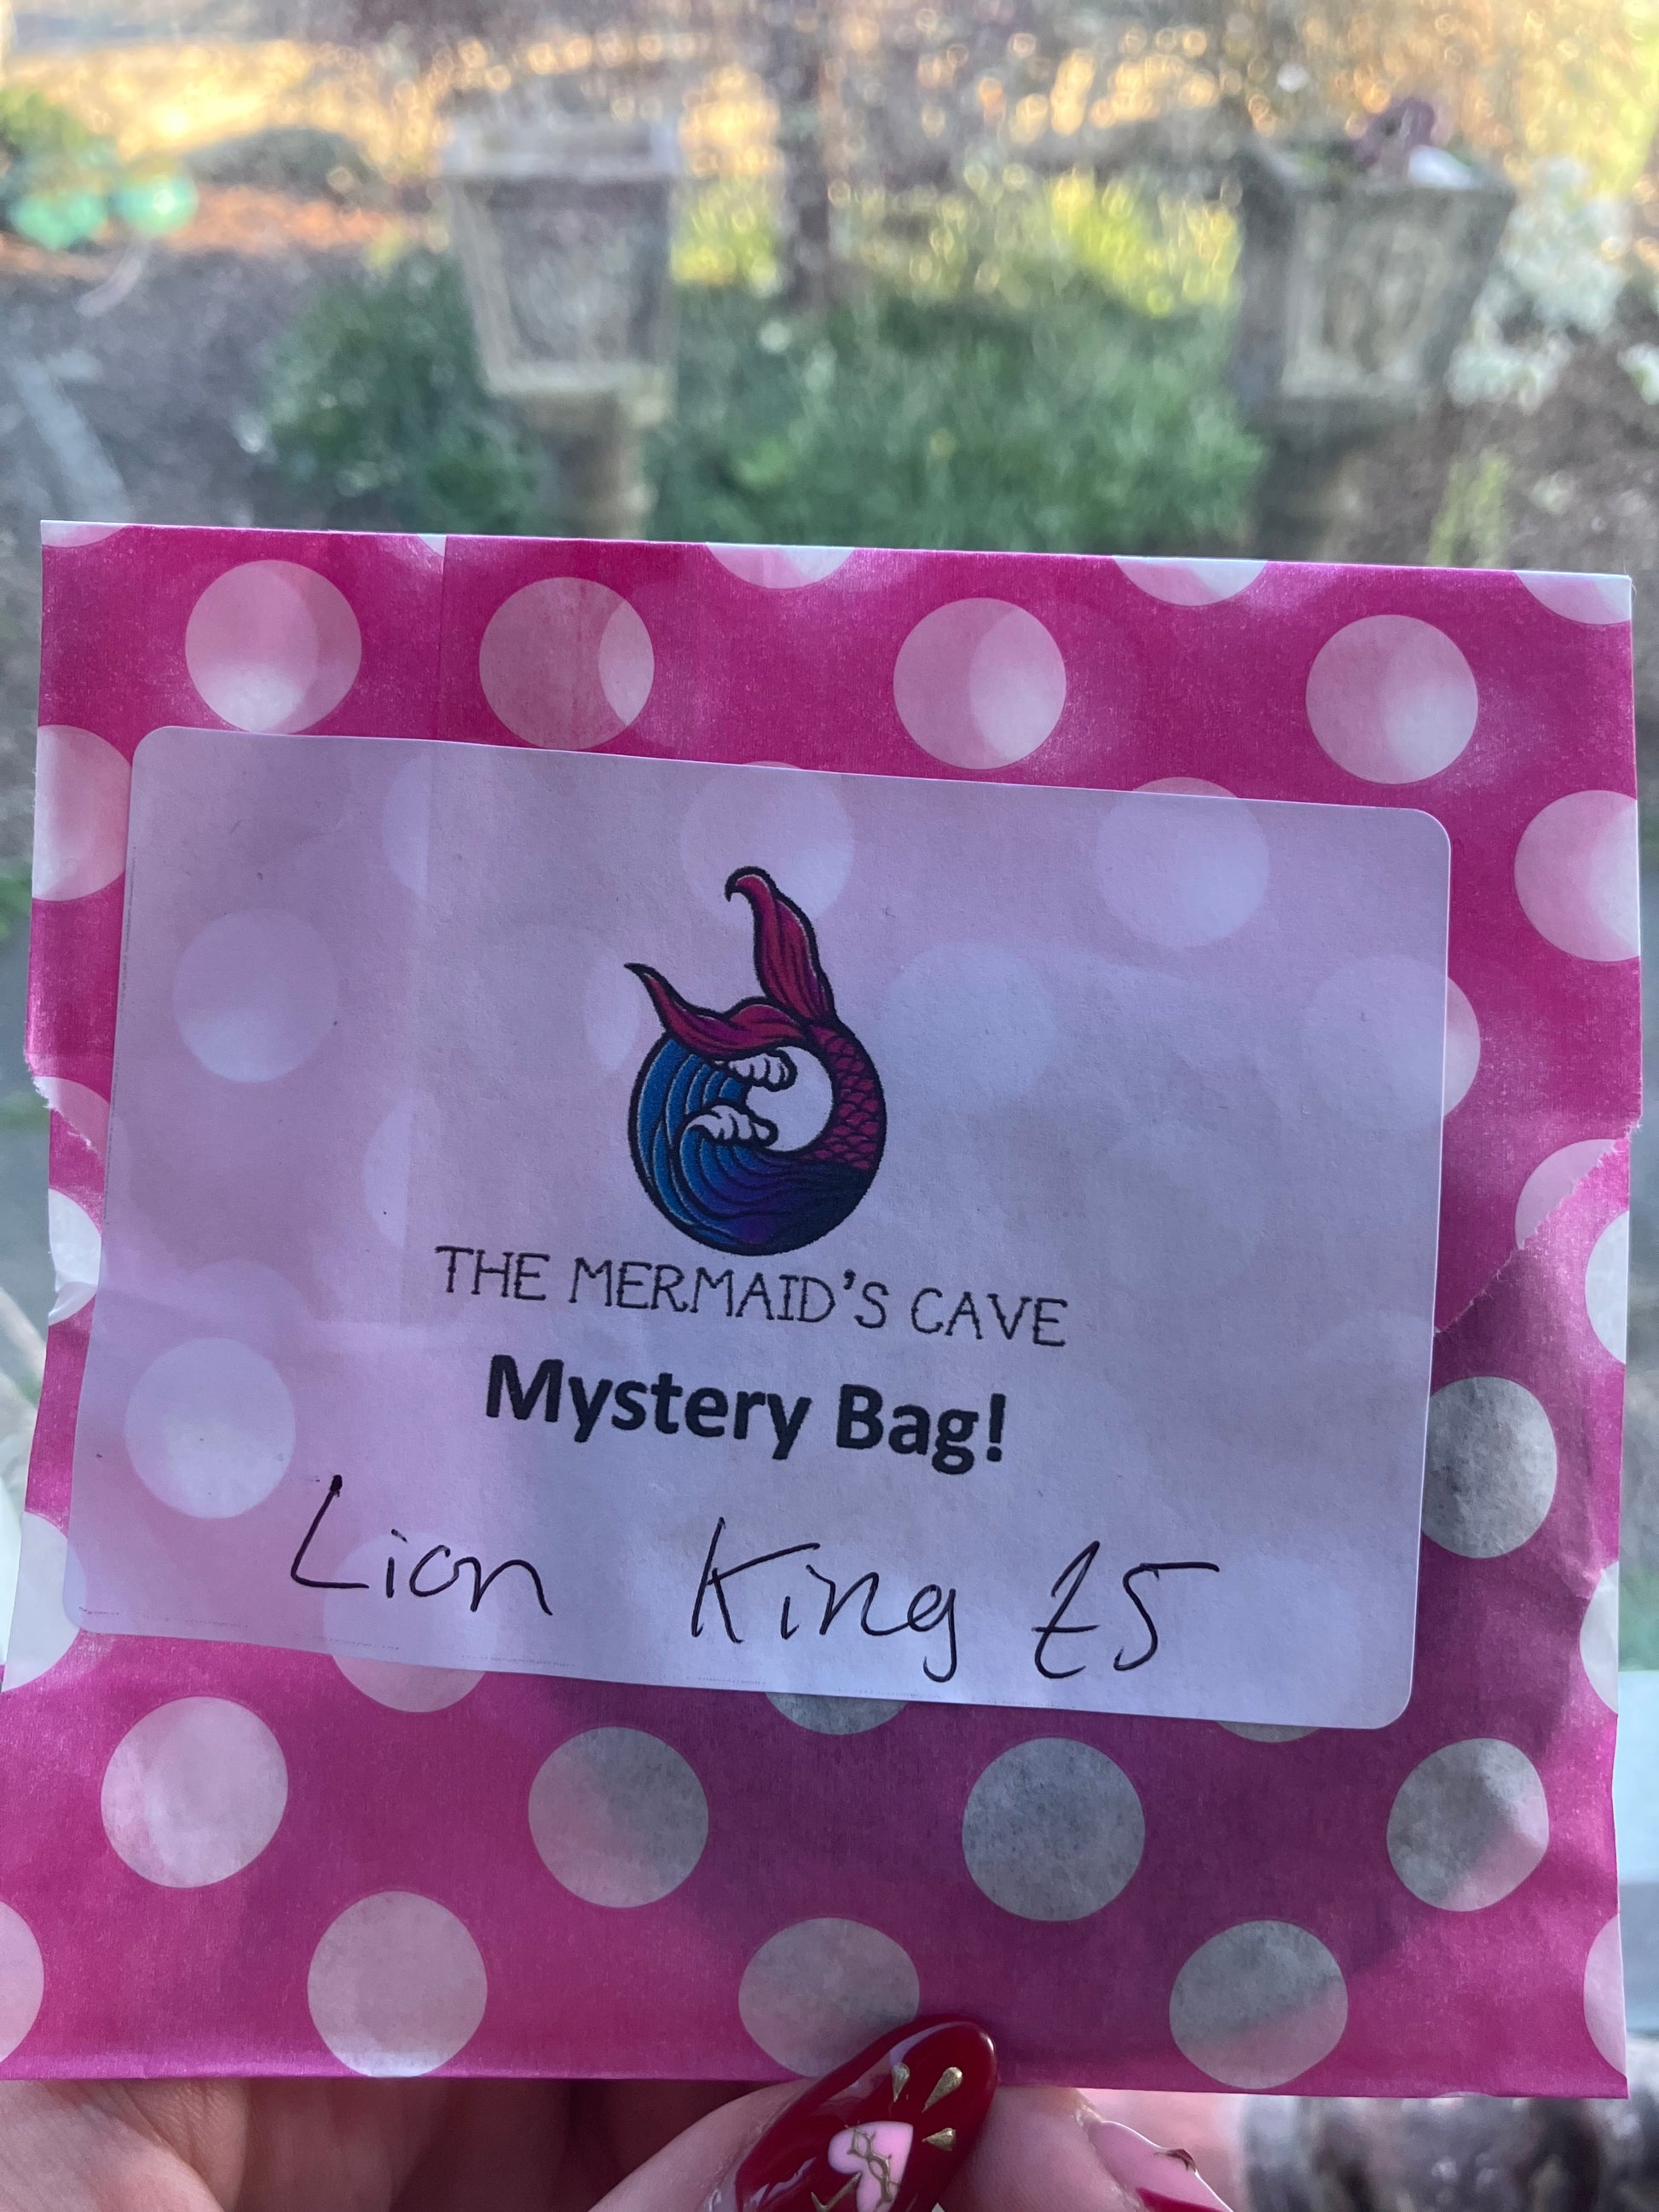 THE MERMAID'S CAVE
Mystery Bag!
Lion King £5